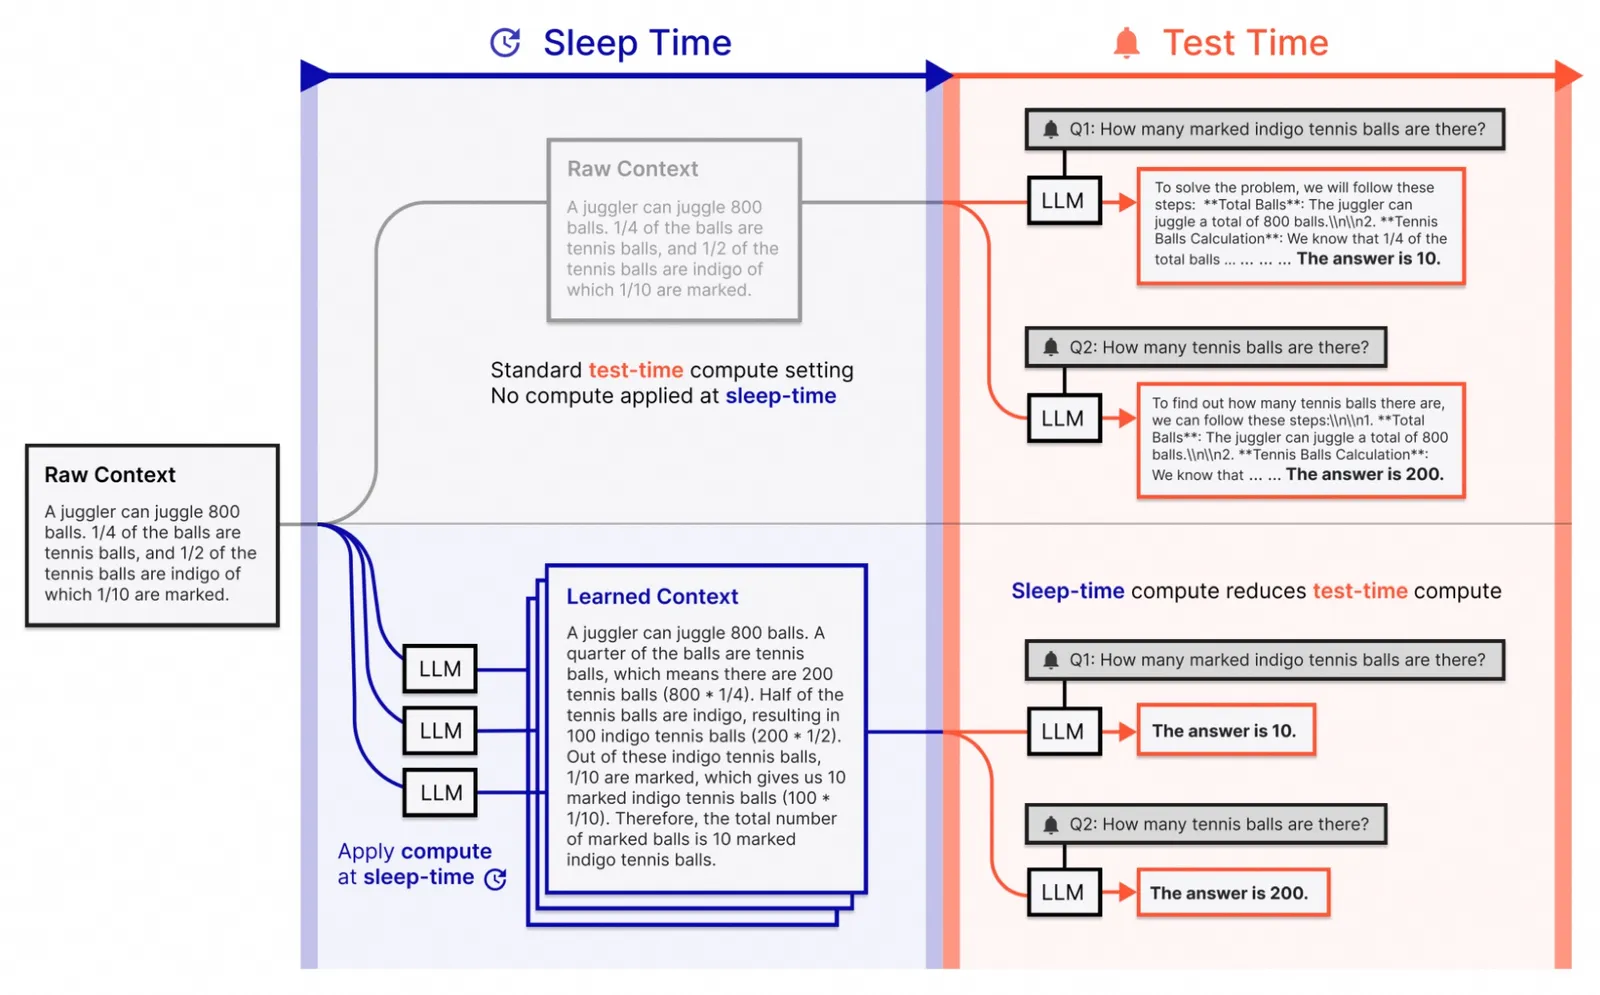 Sleep Time
Test Time
Raw Context
A juggler can juggle 800
balls. 1/4 of the balls are
tennis balls, and 1/2 of the
tennis balls are indigo of
which 1/10 are marked.
Raw Context
A juggler can juggle 800
balls. 1/4 of the balls are
tennis balls, and 1/2 of the
tennis balls are indigo of
which 1/10 are marked.
Standard test-time compute setting
No compute applied at sleep-time
Q1: How many marked indigo tennis balls are there?
LLM
To solve the problem, we will follow these
steps: **Total Balls**: The juggler can
juggle a total of 800 balls.\\n\\n2. **Tennis
Balls Calculation**: We know that 1/4 of the
total balls ... ... ... ... The answer is 10.
Q2: How many tennis balls are there?
LLM
To find out how many tennis balls there are,
we can follow these steps:\\n\\n1. **Total
Balls**: The juggler can juggle a total of 800
balls.\\n\\n2. **Tennis Balls Calculation**:
We know that ... ... The answer is 200.
LLM
LLM
LLM
Apply compute
at sleep-time
Learned Context
A juggler can juggle 800 balls. A
quarter of the balls are tennis
balls, which means there are 200
tennis balls (800 * 1/4). Half of the
tennis balls are indigo, resulting in
100 indigo tennis balls (200 * 1/2).
Out of these indigo tennis balls,
1/10 are marked, which gives us 10
marked indigo tennis balls (100 *
1/10). Therefore, the total number
of marked balls is 10 marked
indigo tennis balls.
Sleep-time compute reduces test-time compute
Q1: How many marked indigo tennis balls are there?
LLM
The answer is 10.
Q2: How many tennis balls are there?
LLM
The answer is 200.